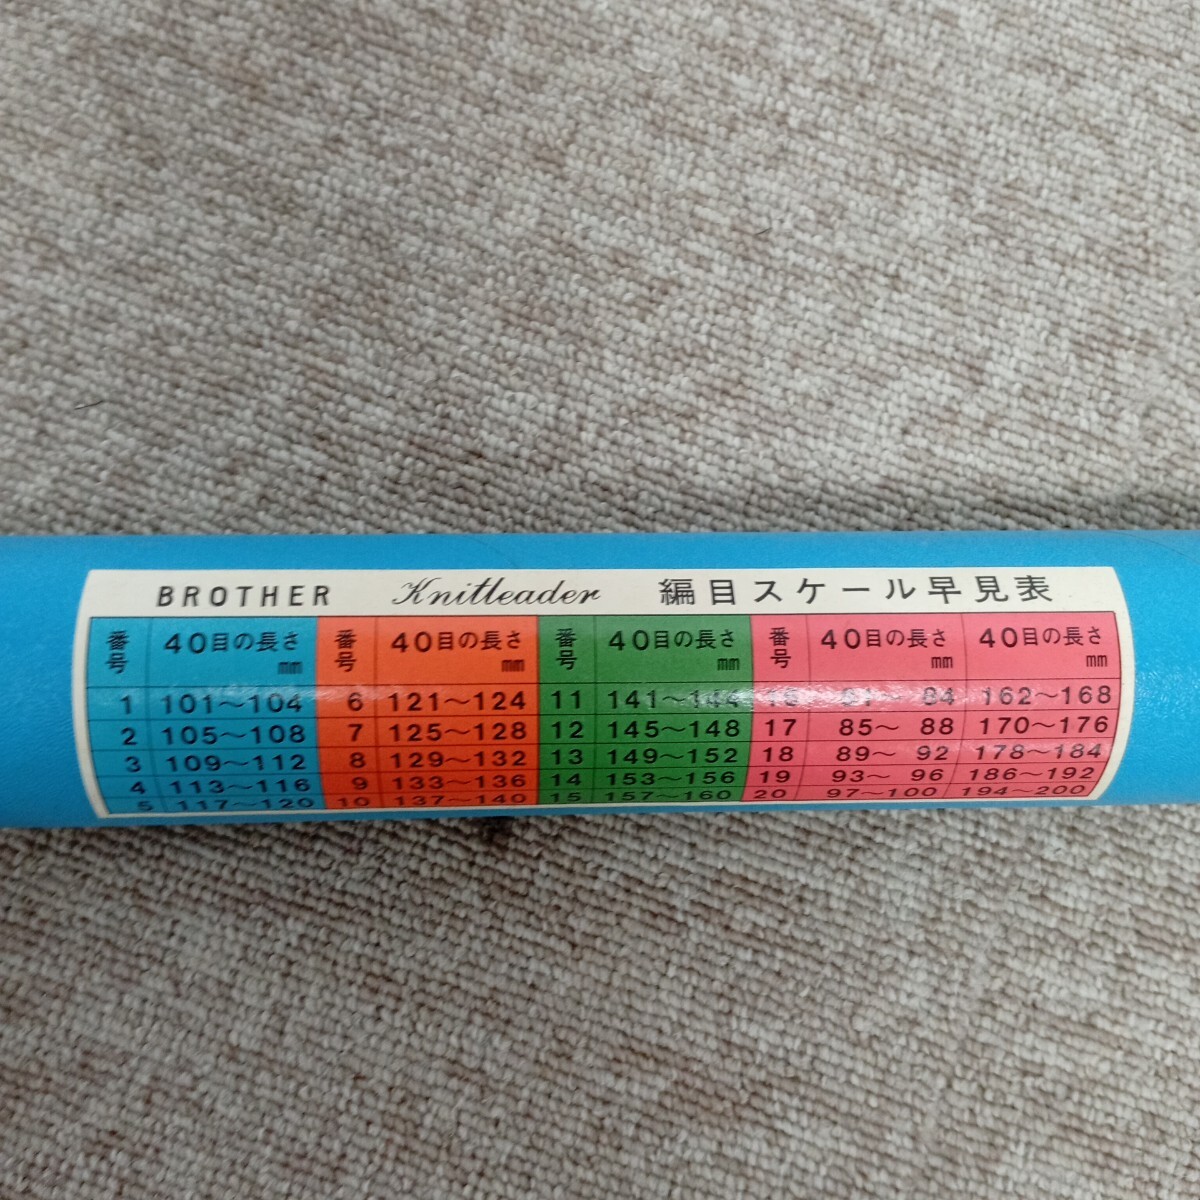 BROTHER Knitleader 編目スケール早見表
番号 40目の長さ mm 番号 40目の長さ mm 番号 40目の長さ mm 番号 40目の長さ mm 40目の長さ mm
1 101~104 6 121~124 11 141~144 16 81~84 162~168
2 105~108 7 125~128 12 145~148 17 85~88 170~176
3 109~112 8 129~132 13 149~152 18 89~92 178~184
4 113~116 9 133~136 14 153~156 19 93~96 186~192
5 117~120 10 137~140 15 157~160 20 97~100 194~200